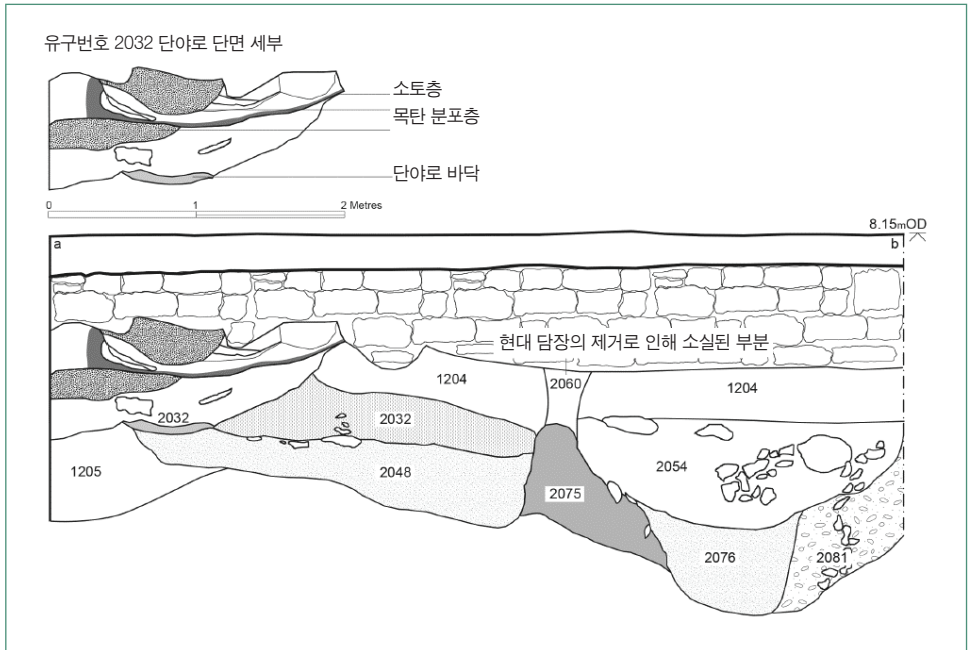 유구번호 2032 단야로 단면 세부
소토층
목탄 분포층
단야로 바닥
0 1 2 Metres
8.15mOD
a b
현대 담장의 제거로 인해 소실된 부분
1204 2060 1204
2032 2032
1205 2048 2075 2054
2076 2081